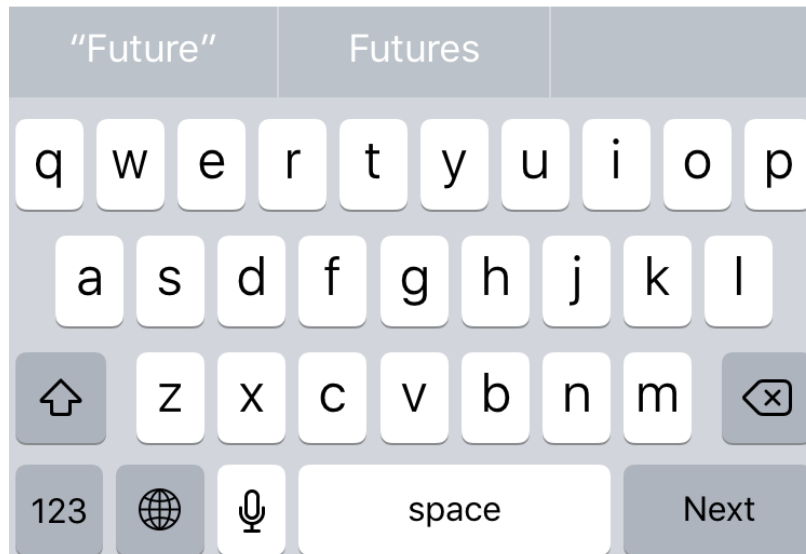 “Future” Futures
q w e r t y u i o p
a s d f g h j k l
z x c v b n m
123 space Next